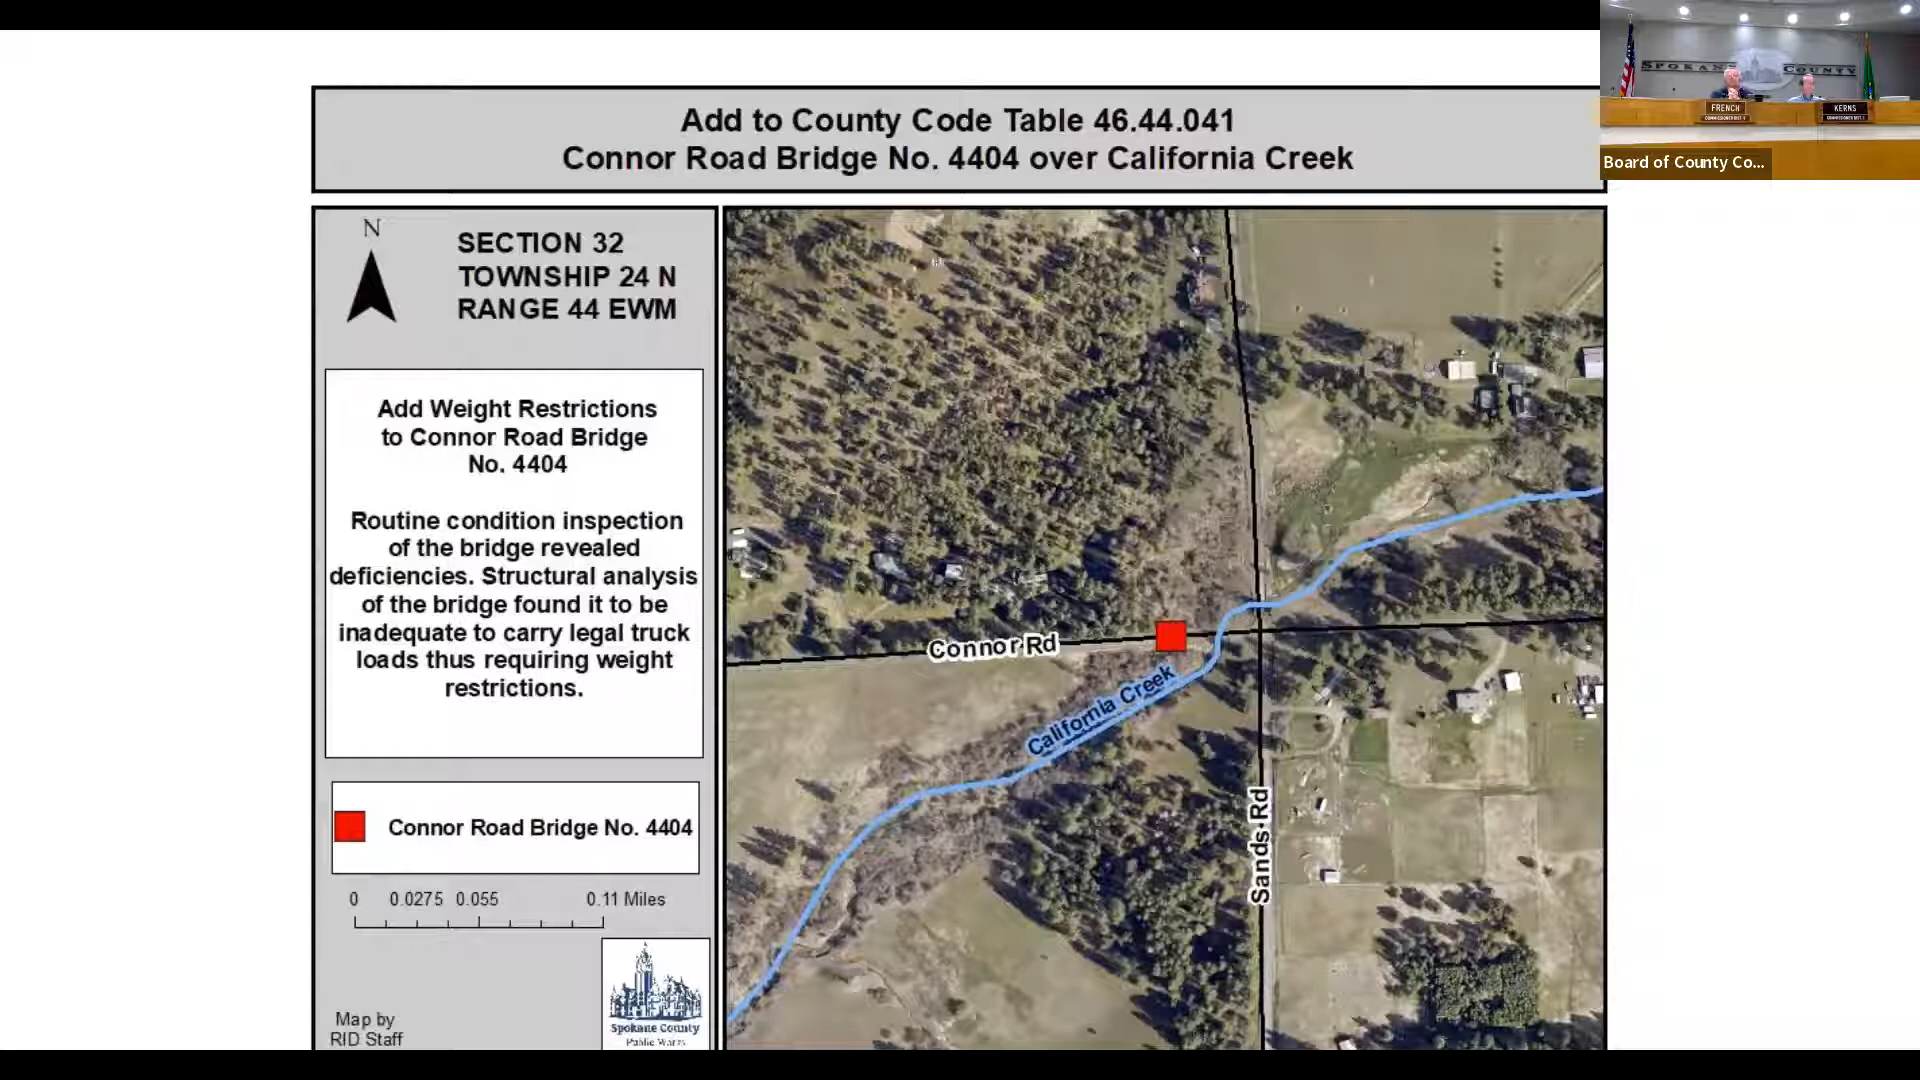 Add to County Code Table 46.44.041
Connor Road Bridge No. 4404 over California Creek
SPOKANE COUNTY
FRENCH
KERNS
Board of County Co...
N
SECTION 32
TOWNSHIP 24 N
RANGE 44 EWM
Add Weight Restrictions
to Connor Road Bridge
No. 4404
Routine condition inspection
of the bridge revealed
deficiencies. Structural analysis
of the bridge found it to be
inadequate to carry legal truck
loads thus requiring weight
restrictions.
Connor Road Bridge No. 4404
0 0.0275 0.055 0.11 Miles
Map by
RID Staff
Spokane County
Public Works
Connor Rd
California Creek
Sands Rd